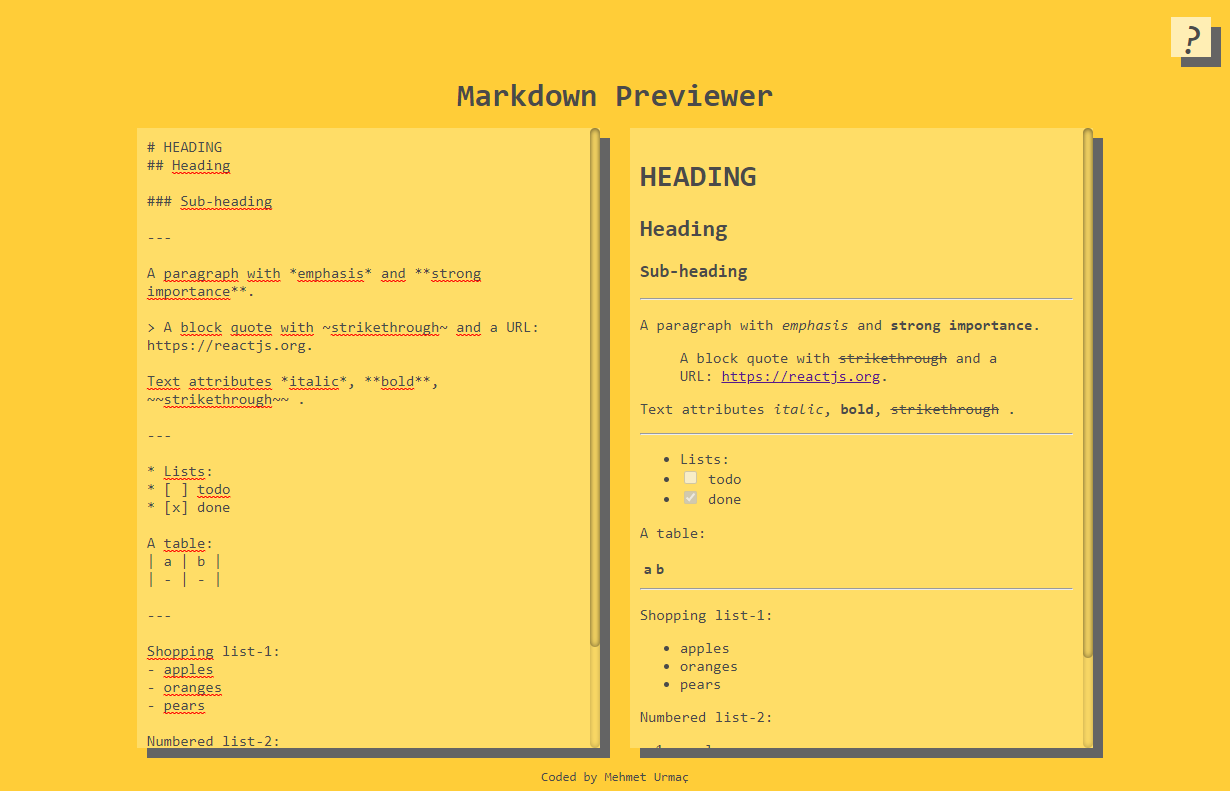 ?
Markdown Previewer
# HEADING
## Heading
### Sub-heading
---
A paragraph with *emphasis* and **strong
importance**.
> A block quote with ~strikethrough~ and a URL:
https://reactjs.org.
Text attributes *italic*, **bold**,
~~strikethrough~~ .
---
* Lists:
* [ ] todo
* [x] done
A table:
| a | b |
| - | - |
---
Shopping list-1:
- apples
- oranges
- pears
Numbered list-2:
HEADING
Heading
Sub-heading
A paragraph with emphasis and strong importance.
A block quote with strikethrough and a
URL: https://reactjs.org.
Text attributes italic, bold, strikethrough .
• Lists:
• todo
• done
A table:
a b
Shopping list-1:
• apples
• oranges
• pears
Numbered list-2:
Coded by Mehmet Urmaç